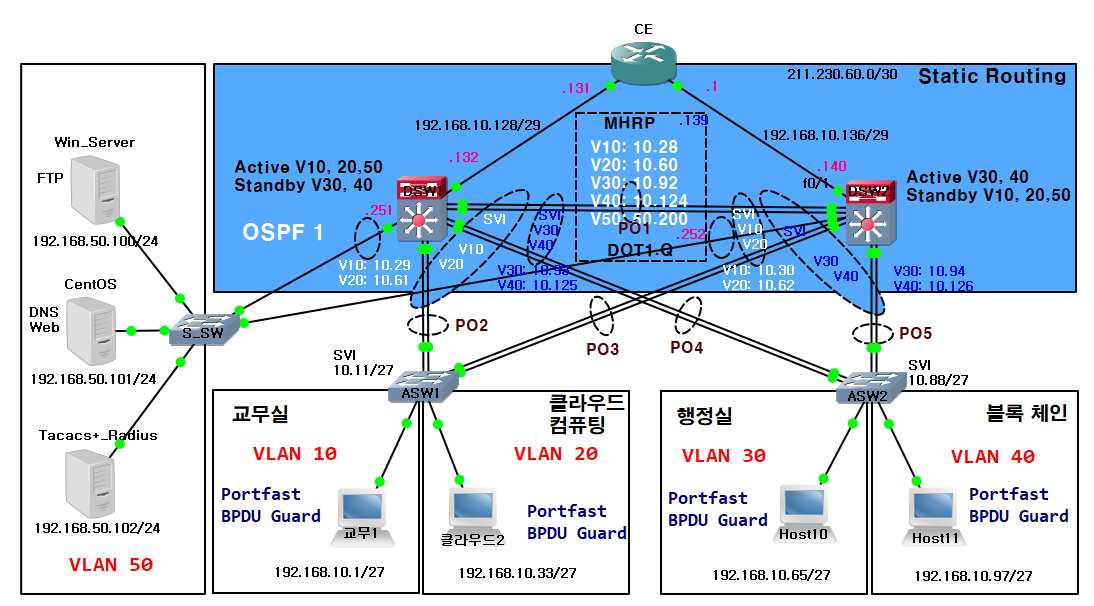 CE
211.230.60.0/30
Static Routing
.131
.1
192.168.10.128/29
MHRP
.139
192.168.10.136/29
V10: 10.28
V20: 10.60
V30: 10.92
V40: 10.124
V50: 50.200
PO1
DOT1.Q
Win_Server
FTP
192.168.50.100/24
Active V10, 20,50
Standby V30, 40
.132
DSW
.251
OSPF 1
SVI
V10
V20
SVI
V30
V40
.140
f0/1
DSW2
Active V30, 40
Standby V10, 20,50
.252
SVI
V10
V20
SVI
V30
V40
V10: 10.29
V20: 10.61
V40: 10.125
V10: 10.30
V20: 10.62
V30: 10.94
V40: 10.126
CentOS
DNS
Web
192.168.50.101/24
S_SW
PO2
PO3
PO4
PO5
SVI
10.11/27
ASW1
SVI
10.88/27
ASW2
Tacacs+_Radius
192.168.50.102/24
VLAN 50
교무실
VLAN 10
Portfast
BPDU Guard
교무1
192.168.10.1/27
클라우드
컴퓨팅
VLAN 20
Portfast
BPDU Guard
클라우드2
192.168.10.33/27
행정실
VLAN 30
Portfast
BPDU Guard
Host10
192.168.10.65/27
블록 체인
VLAN 40
Portfast
BPDU Guard
Host11
192.168.10.97/27